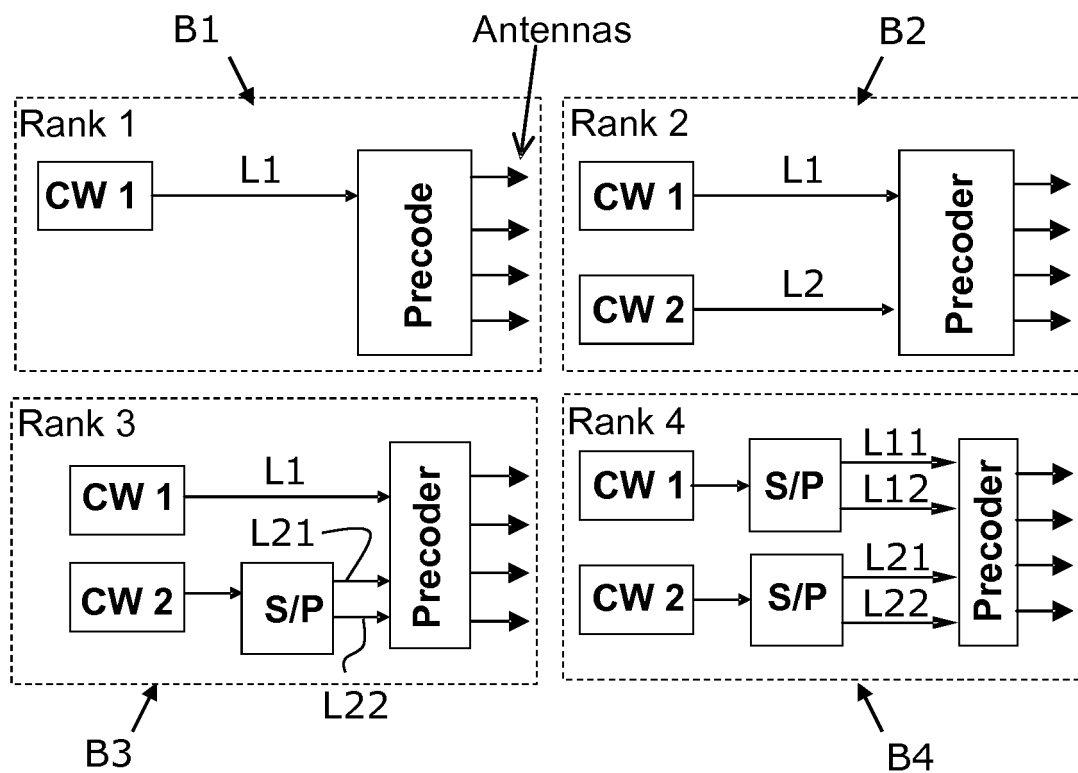 B1
Antennas
B2
Rank 1
CW 1
L1
Precode
Rank 2
CW 1
L1
CW 2
L2
Precoder
Rank 3
CW 1
L1
L21
CW 2
S/P
L22
Precoder
Rank 4
CW 1
S/P
L11
L12
CW 2
S/P
L21
L22
Precoder
B3
B4